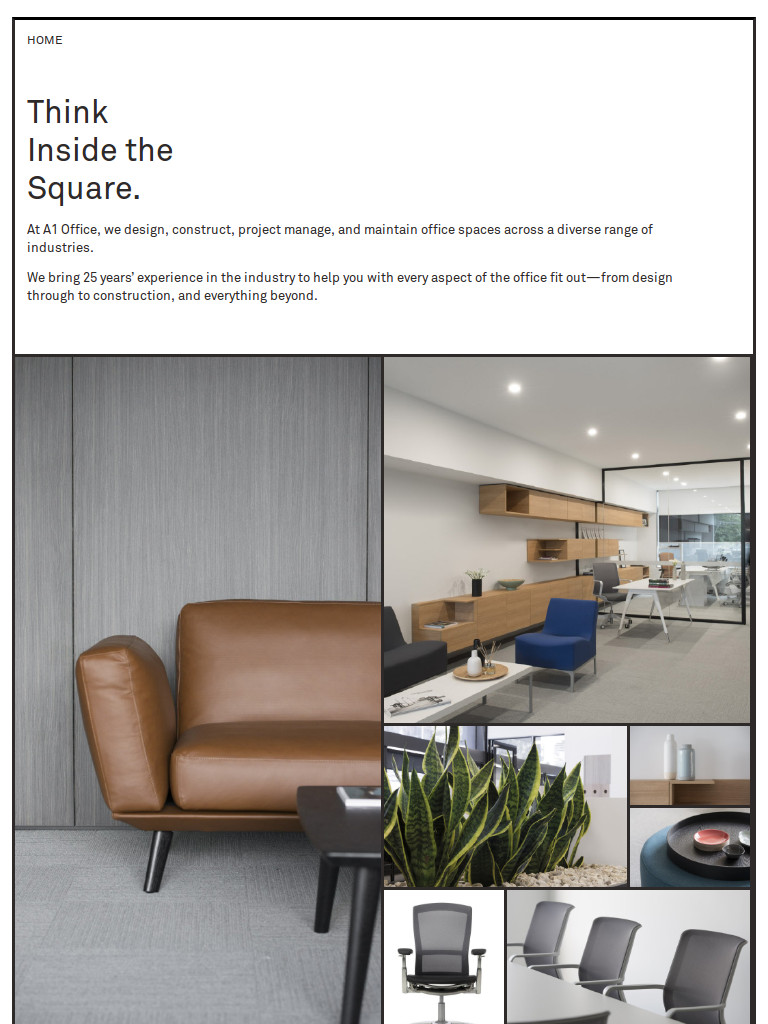 HOME
Think
Inside the
Square.
At A1 Office, we design, construct, project manage, and maintain office spaces across a diverse range of
industries.
We bring 25 years’ experience in the industry to help you with every aspect of the office fit out—from design
through to construction, and everything beyond.